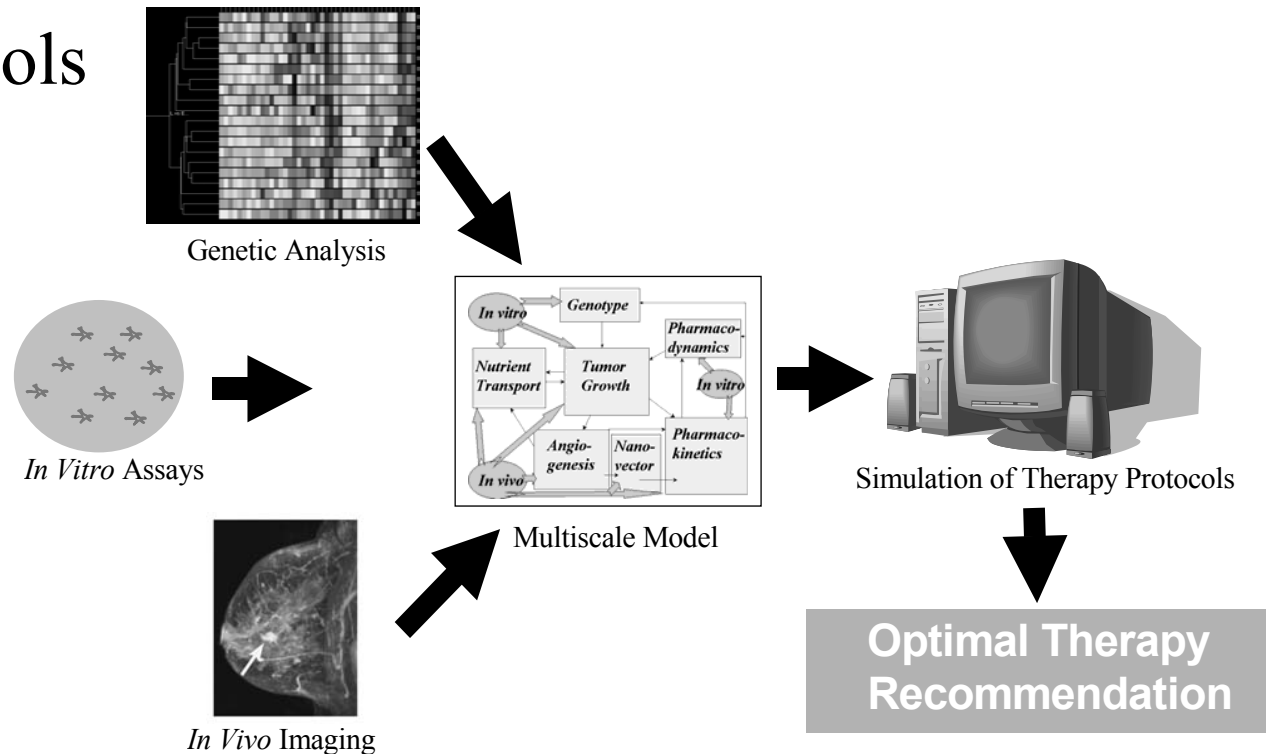 ols
Genetic Analysis
In Vitro Assays
In Vivo Imaging
In vitro
Genotype
Pharmaco-
dynamics
Nutrient
Transport
Tumor
Growth
In vitro
Angio-
genesis
Nano-
vector
Pharmaco-
kinetics
In vivo
Multiscale Model
Simulation of Therapy Protocols
Optimal Therapy
Recommendation